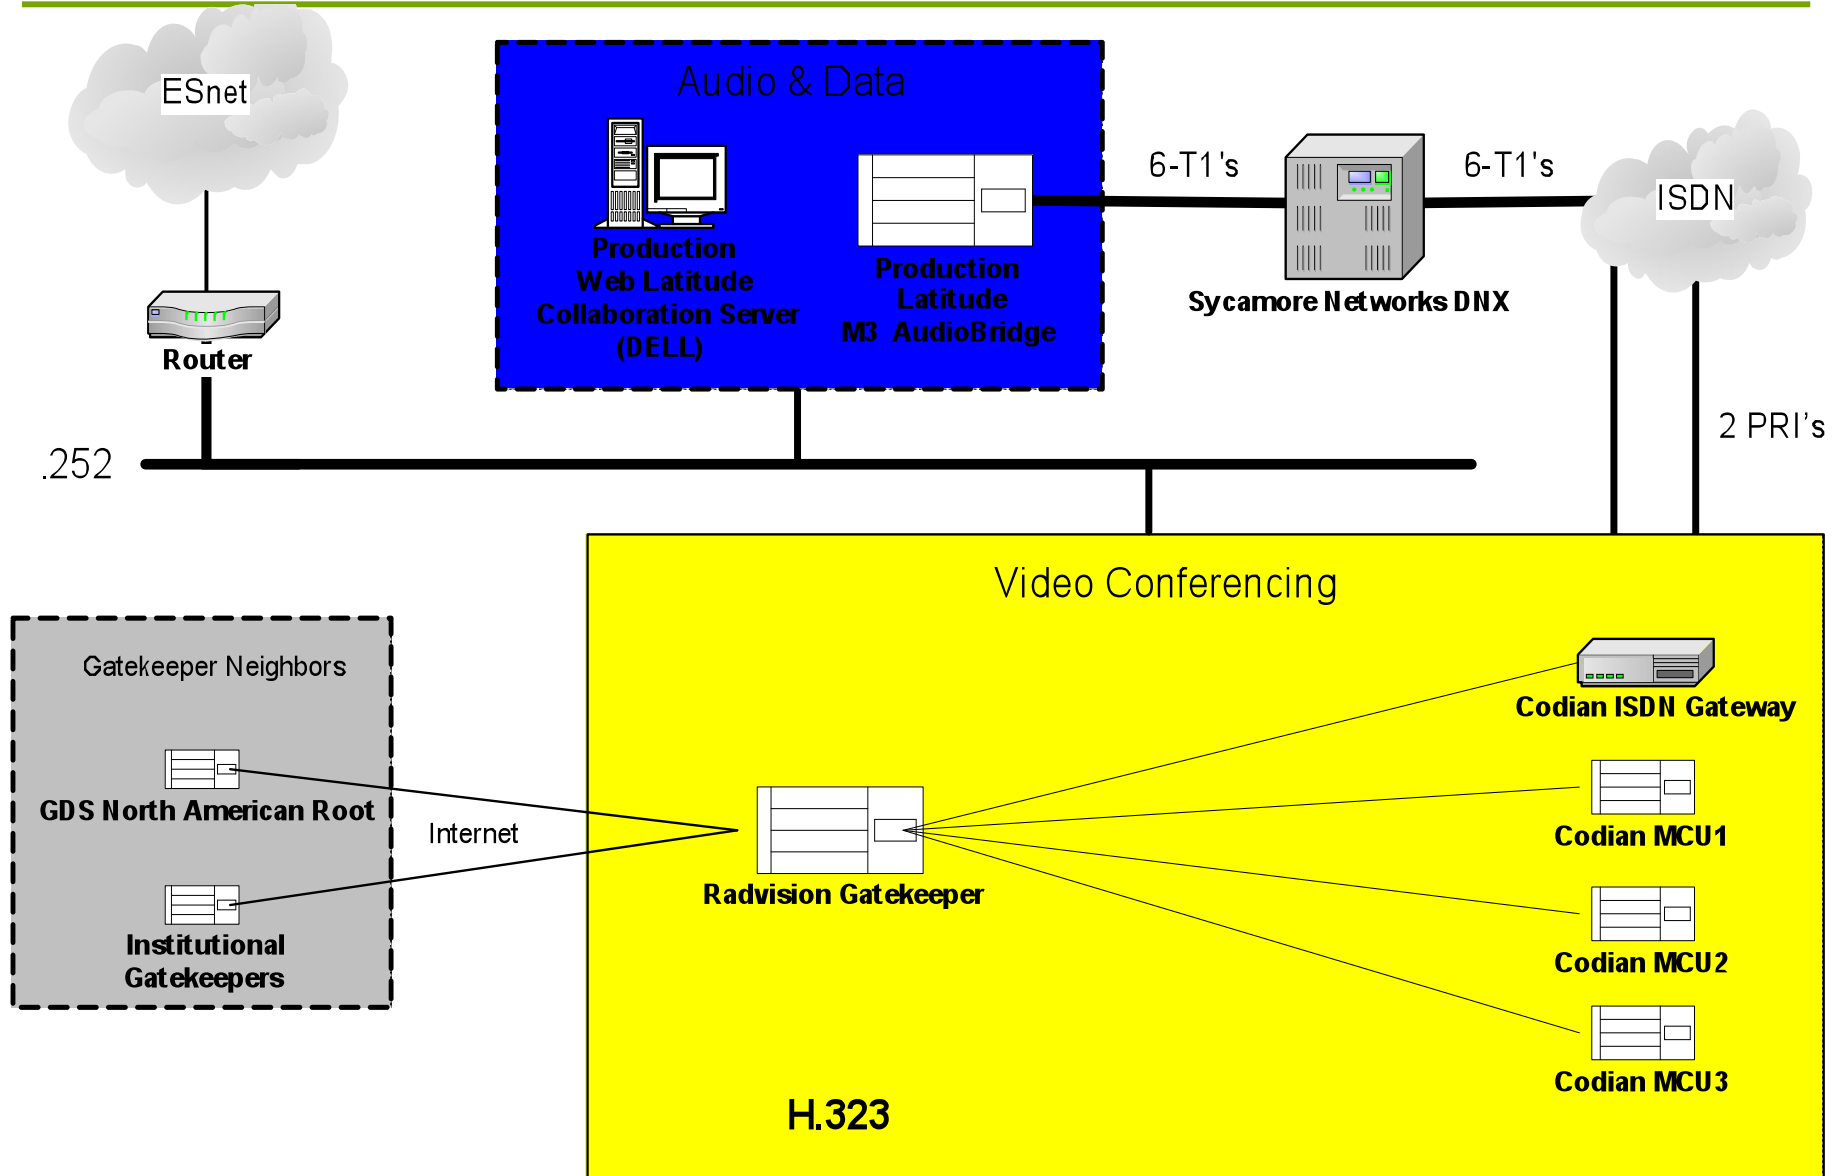 ESnet
Audio & Data
6-T1's
6-T1's
ISDN
Production
Web Latitude
Collaboration Server
(DELL)
Production
Latitude
M3 AudioBridge
Sycamore Networks DNX
Router
2 PRI's
.252
Video Conferencing
Gatekeeper Neighbors
Codian ISDN Gateway
GDS North American Root
Internet
Codian MCU1
Radvision Gatekeeper
Institutional
Gatekeepers
Codian MCU2
Codian MCU3
H.323